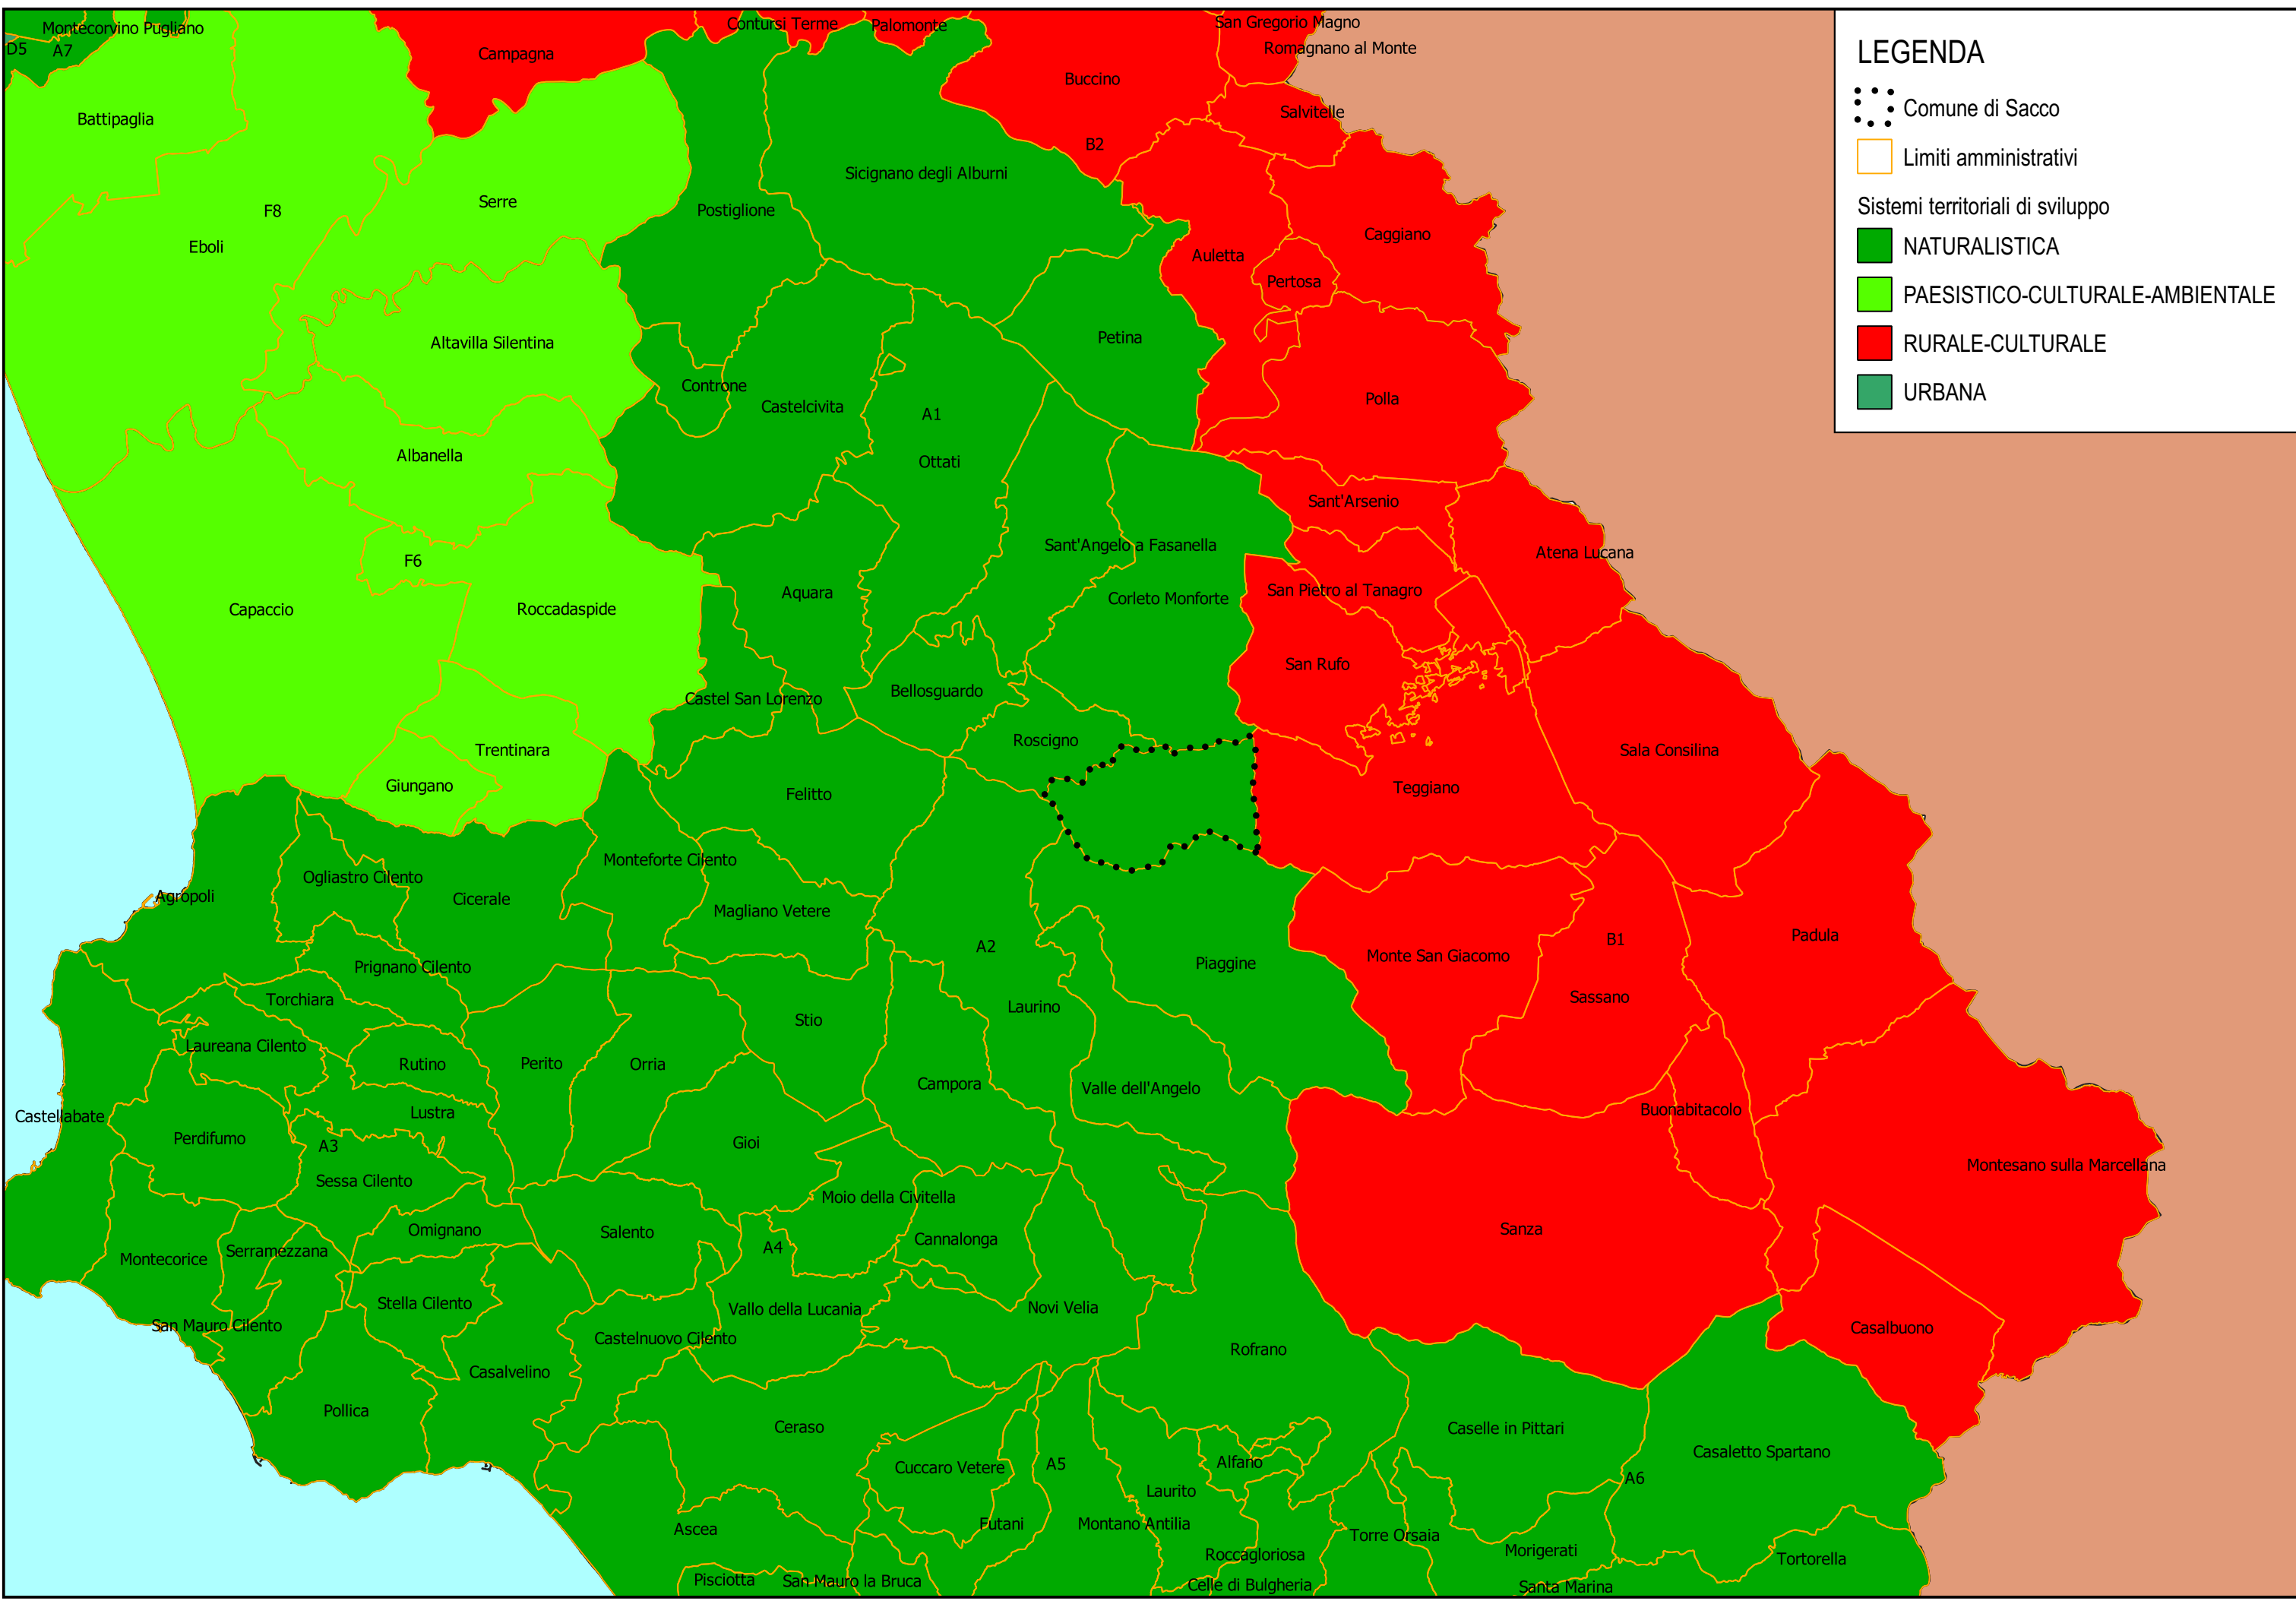 Montecorvino Pugliano
D5
A7
Campagna
Contursi Terme
Palomonte
San Gregorio Magno
Romagnano al Monte
Buccino
Battipaglia
Salvitelle
B2
Sicignano degli Alburni
Serre
Postiglione
F8
Eboli
Caggiano
Auletta
Pertosa
Petina
Altavilla Silentina
Controne
Castelcivita
A1
Polla
Albanella
Ottati
Sant'Arsenio
Sant'Angelo a Fasanella
Atena Lucana
F6
Aquara
San Pietro al Tanagro
Corleto Monforte
Capaccio
Roccadaspide
San Rufo
Bellosguardo
Castel San Lorenzo
Roscigno
Trentinara
Sala Consilina
Giungano
Felitto
Teggiano
Monteforte Cilento
Ogliastro Cilento
Agropoli
Cicerale
Magliano Vetere
A2
B1
Padula
Monte San Giacomo
Piaggine
Prignano Cilento
Torchiara
Sassano
Laurino
Stio
Laureana Cilento
Rutino
Perito
Orria
Campora
Valle dell'Angelo
Castellabate
Lustra
Buonabitacolo
Perdifumo
A3
Gioi
Montesano sulla Marcellana
Sessa Cilento
Moio della Civitella
Omignano
Salento
Sanza
Serramezzana
A4
Cannalonga
Montecorice
Stella Cilento
Vallo della Lucania
Novi Velia
San Mauro Cilento
Castelnuovo Cilento
Casalbuono
Rofrano
Casalvelino
Pollica
Ceraso
Caselle in Pittari
Casaletto Spartano
Cuccaro Vetere
A5
Alfano
A6
Laurito
Ascea
Futani
Montano Antilia
Torre Orsaia
Roccagloriosa
Morigerati
Tortorella
Pisciotta
San Mauro la Bruca
Celle di Bulgheria
Santa Marina
LEGENDA
Comune di Sacco
Limiti amministrativi
Sistemi territoriali di sviluppo
NATURALISTICA
PAESISTICO-CULTURALE-AMBIENTALE
RURALE-CULTURALE
URBANA